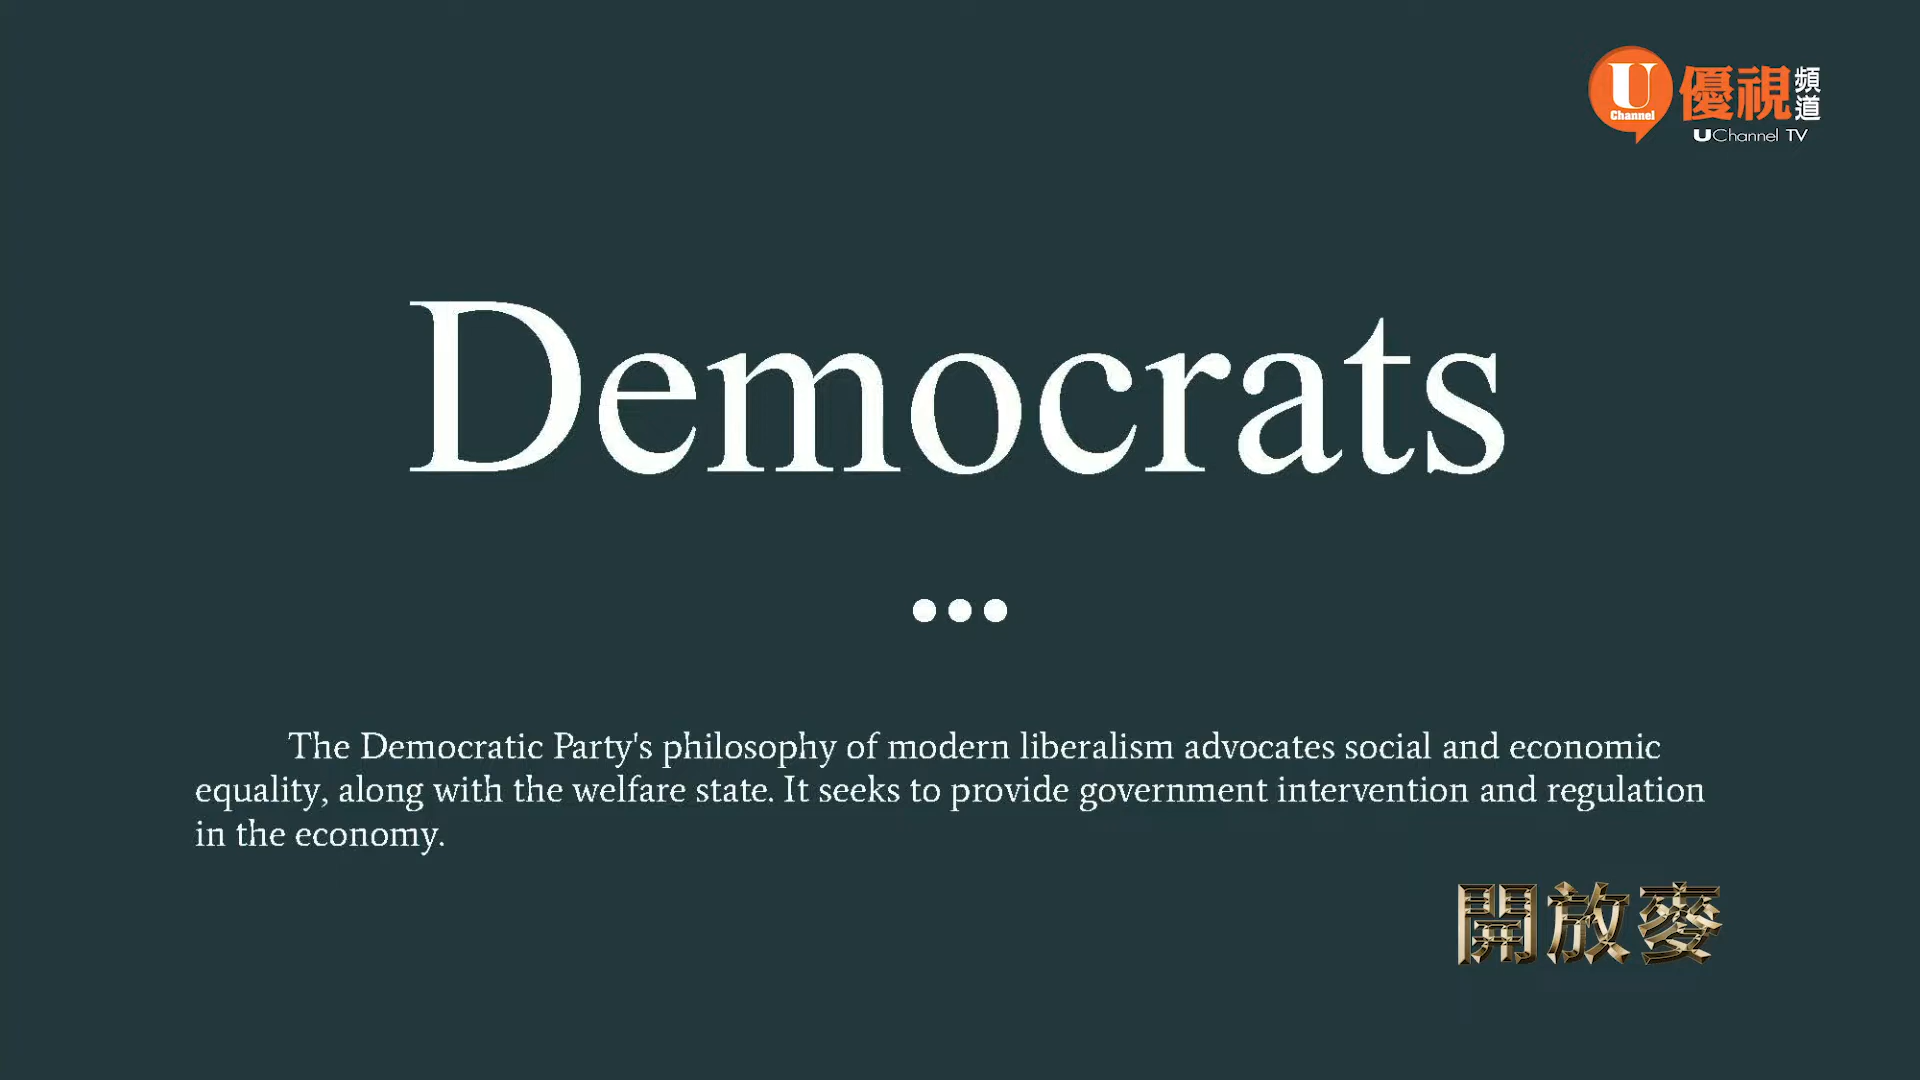 U
Channel
優視頻道
UChannel TV
Democrats
•••
The Democratic Party's philosophy of modern liberalism advocates social and economic
equality, along with the welfare state. It seeks to provide government intervention and regulation
in the economy.
開放麥